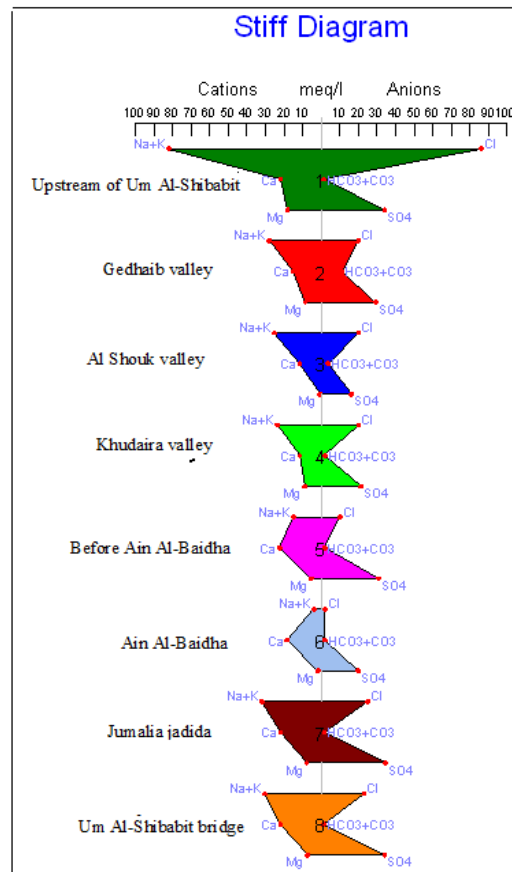 Stiff Diagram
Cations meq/l Anions
100 90 80 70 60 50 40 30 20 10 10 20 30 40 50 60 70 80 90 100
Na+K Cl
Upstream of Um Al-Shibabit Ca 1 HCO3+CO3
Mg SO4
Na+K Cl
Gedhaib valley Ca 2 HCO3+CO3
Mg SO4
Na+K Cl
Al Shouk valley Ca 3 HCO3+CO3
Mg SO4
Na+K Cl
Khudaira valley Ca 4 HCO3+CO3
Mg SO4
Na+K Cl
Before Ain Al-Baidha Ca 5 HCO3+CO3
Mg SO4
Na+K Cl
Ain Al-Baidha Ca 6 HCO3+CO3
Mg SO4
Na+K Cl
Jumalia jadida Ca 7 HCO3+CO3
Mg SO4
Na+K Cl
Um Al-Shibabit bridge Ca 8 HCO3+CO3
Mg SO4